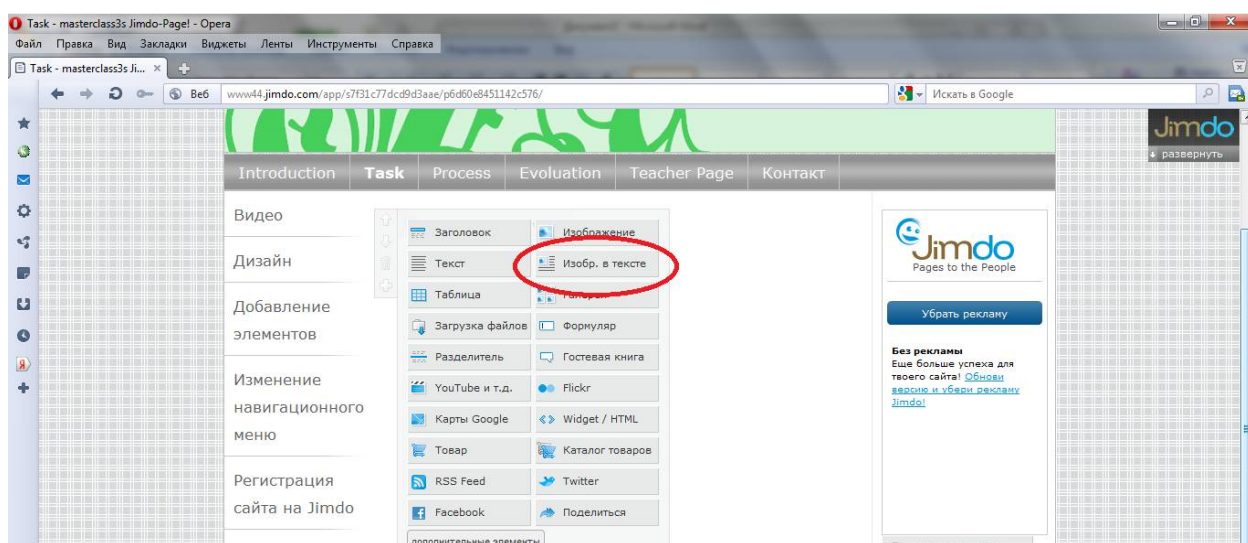 Task - masterclass3s Jimdo-Page! - Opera
Файл Правка Вид Закладки Виджеты Ленты Инструменты Справка
Task - masterclass3s Ji...
Веб www44.jimdo.com/app/s7f31c77dcd9d3aae/p6d60e8451142c576/ Искать в Google
Jimdo
развернуть
Introduction Task Process Evoluation Teacher Page Контакт
Видео
Дизайн
Добавление
элементов
Изменение
навигационного
меню
Регистрация
сайта на Jimdo
Заголовок Изображение
Текст Изобр. в тексте
Таблица Галерея
Загрузка файлов Формуляр
Разделитель Гостевая книга
YouTube и т.д. Flickr
Карты Google Widget / HTML
Товар Каталог товаров
RSS Feed Twitter
Facebook Поделиться
дополнительные элементы
Jimdo
Pages to the People
Убрать рекламу
Без рекламы
Еще больше успеха для
твоего сайта! Обнови
версию и убери рекламу
Jimdo!